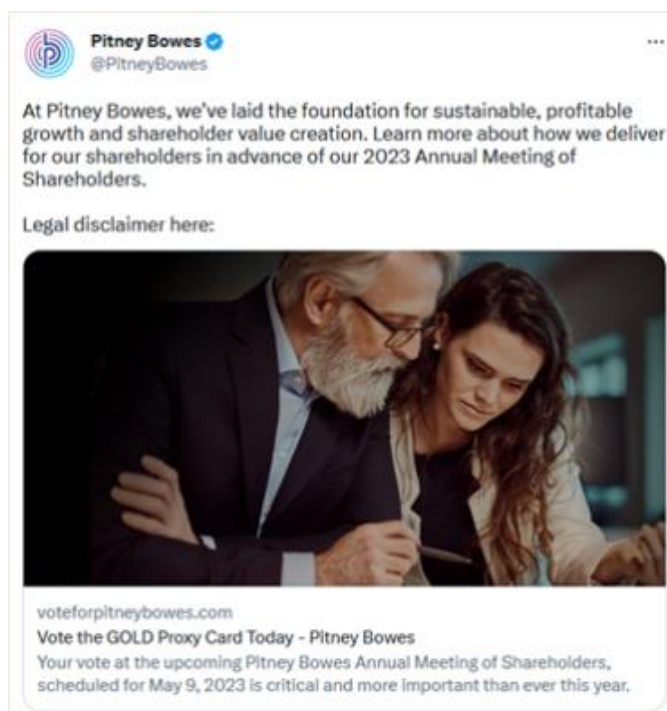 Pitney Bowes
@PitneyBowes
At Pitney Bowes, we've laid the foundation for sustainable, profitable
growth and shareholder value creation. Learn more about how we deliver
for our shareholders in advance of our 2023 Annual Meeting of
Shareholders.
Legal disclaimer here:
voteforpitneybowes.com
Vote the GOLD Proxy Card Today - Pitney Bowes
Your vote at the upcoming Pitney Bowes Annual Meeting of Shareholders,
scheduled for May 9, 2023 is critical and more important than ever this year.